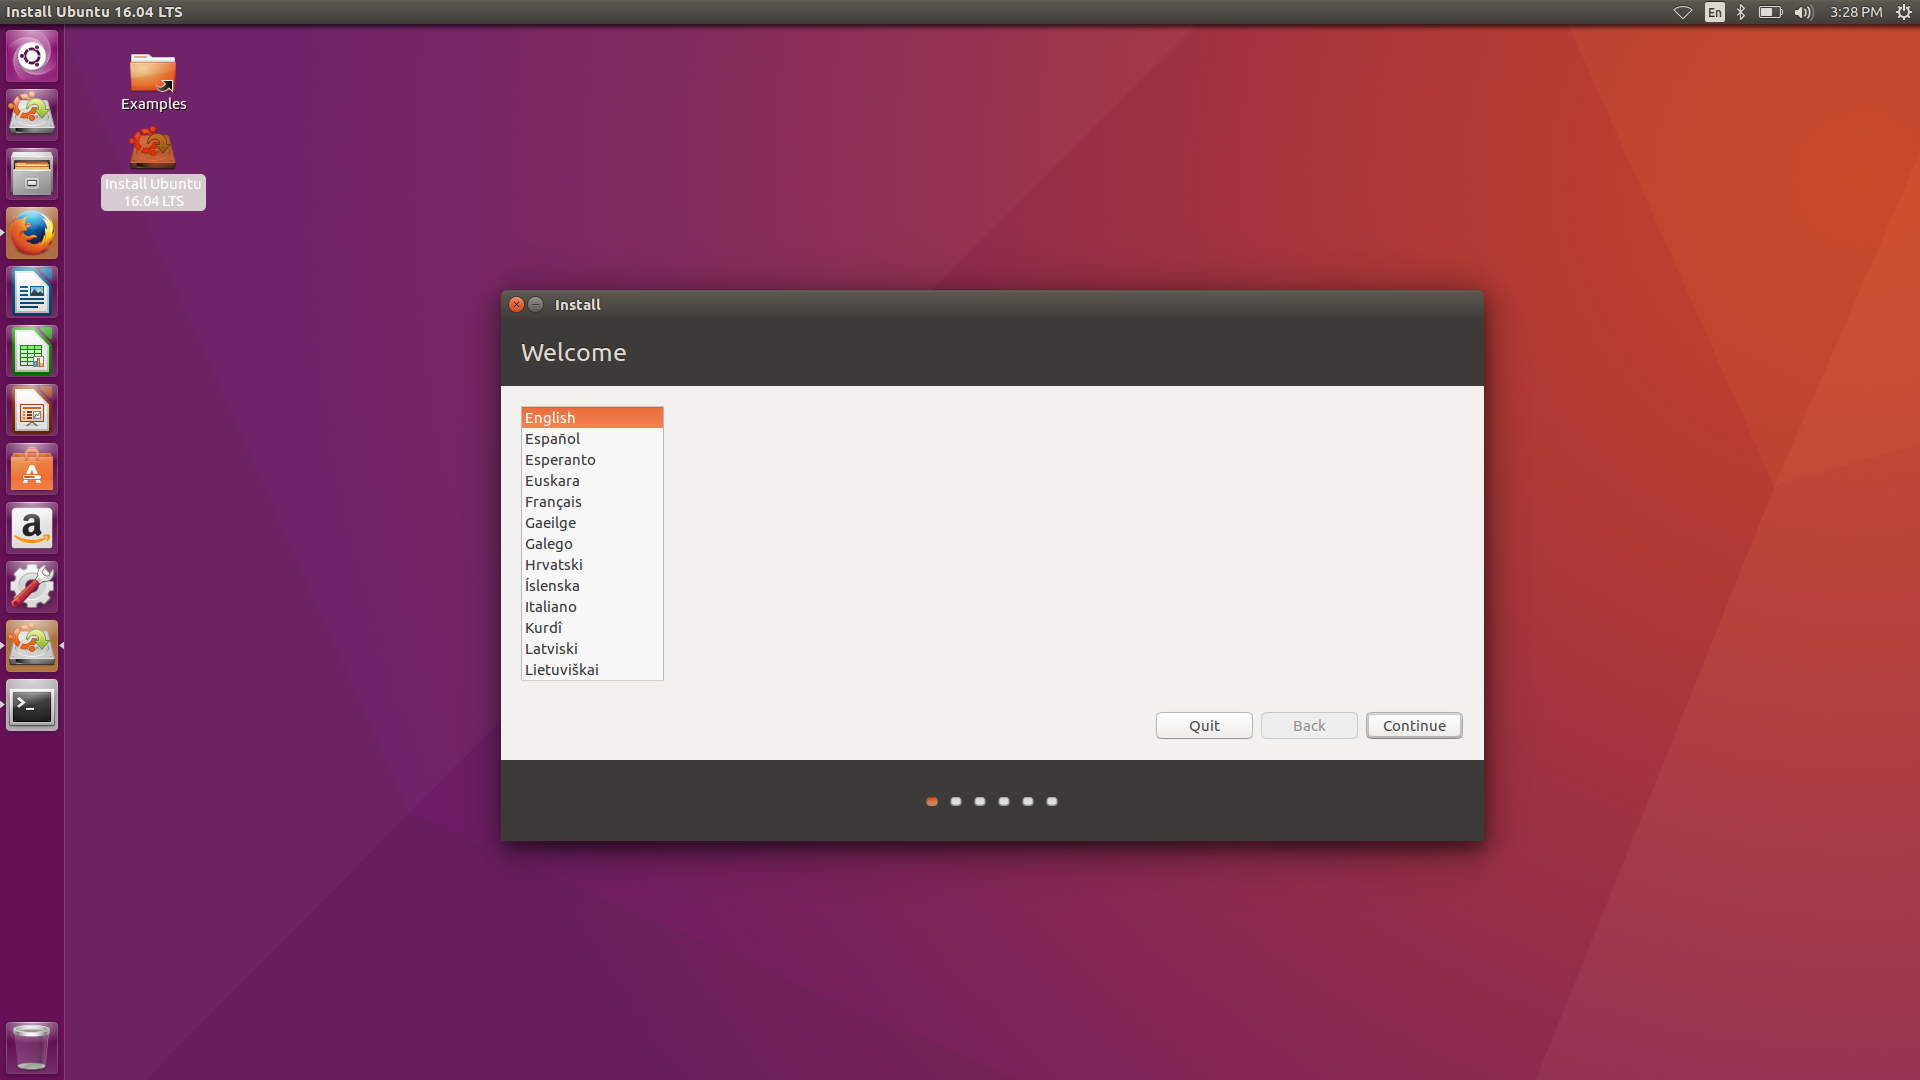 Install Ubuntu 16.04 LTS
En
3:28 PM
Examples
Install Ubuntu
16.04 LTS
Install
Welcome
English
Español
Esperanto
Euskara
Français
Gaeilge
Galego
Hrvatski
Íslenska
Italiano
Kurdî
Latviski
Lietuviškai
Quit
Back
Continue